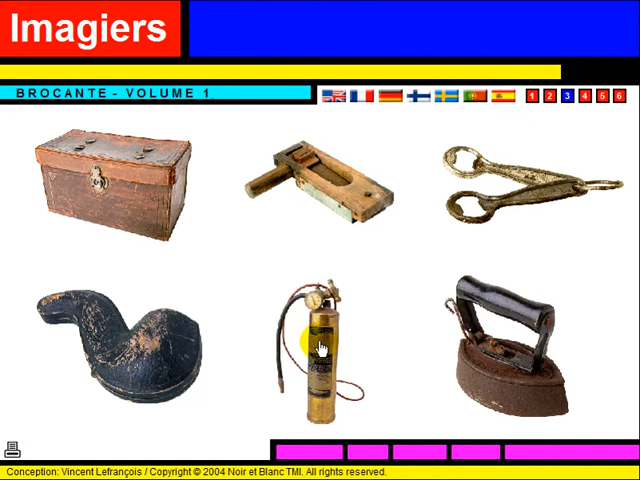 Imagiers
BROCANTE - VOLUME 1
1 2 3 4 5 6
Conception: Vincent Lefrançois / Copyright © 2004 Noir et Blanc TMI. All rights reserved.